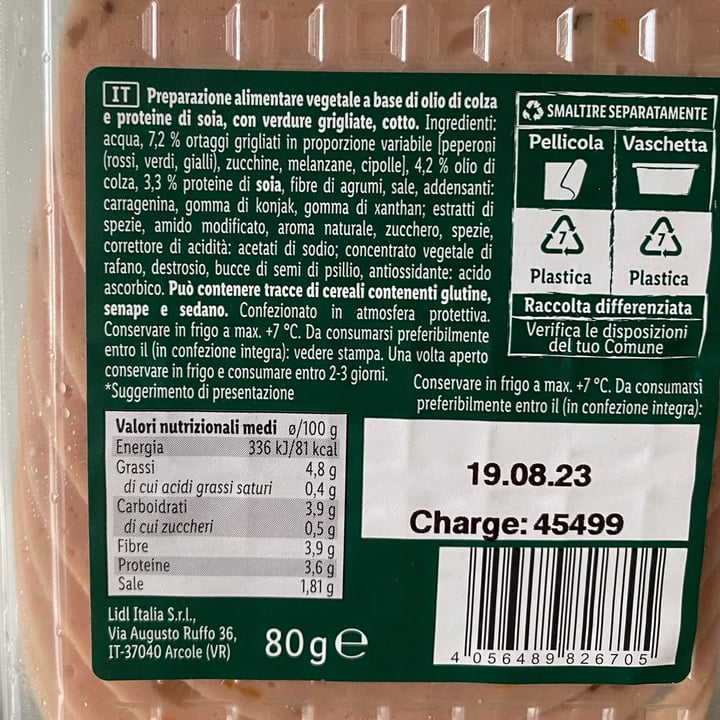 IT Preparazione alimentare vegetale a base di olio di colza
e proteine di soia, con verdure grigliate, cotto. Ingredienti:
acqua, 7,2 % ortaggi grigliati in proporzione variabile [peperoni
(rossi, verdi, gialli), zucchine, melanzane, cipolle], 4,2 % olio di
colza, 3,3 % proteine di soia, fibre di agrumi, sale, addensanti:
carragenina, gomma di konjak, gomma di xanthan; estratti di
spezie, amido modificato, aroma naturale, zucchero, spezie,
correttore di acidità: acetati di sodio; concentrato vegetale di
rafano, destrosio, bucce di semi di psillio, antiossidante: acido
ascorbico. Può contenere tracce di cereali contenenti glutine,
senape e sedano. Confezionato in atmosfera protettiva.
Conservare in frigo a max. +7 °C. Da consumarsi preferibilmente
entro il (in confezione integra): vedere stampa. Una volta aperto
conservare in frigo e consumare entro 2-3 giorni.
*Suggerimento di presentazione
SMALTIRE SEPARATAMENTE
Pellicola Vaschetta
7 7
Plastica Plastica
Raccolta differenziata
Verifica le disposizioni
del tuo Comune
Conservare in frigo a max. +7 °C. Da consumarsi
preferibilmente entro il (in confezione integra):
19.08.23
Charge: 45499
Valori nutrizionali medi ø/100 g
Energia 336 kJ/81 kcal
Grassi 4,8 g
di cui acidi grassi saturi 0,4 g
Carboidrati 3,9 g
di cui zuccheri 0,5 g
Fibre 3,9 g
Proteine 3,6 g
Sale 1,81 g
Lidl Italia S.r.l.,
Via Augusto Ruffo 36,
IT-37040 Arcole (VR)
80 g e
4 056489 826705